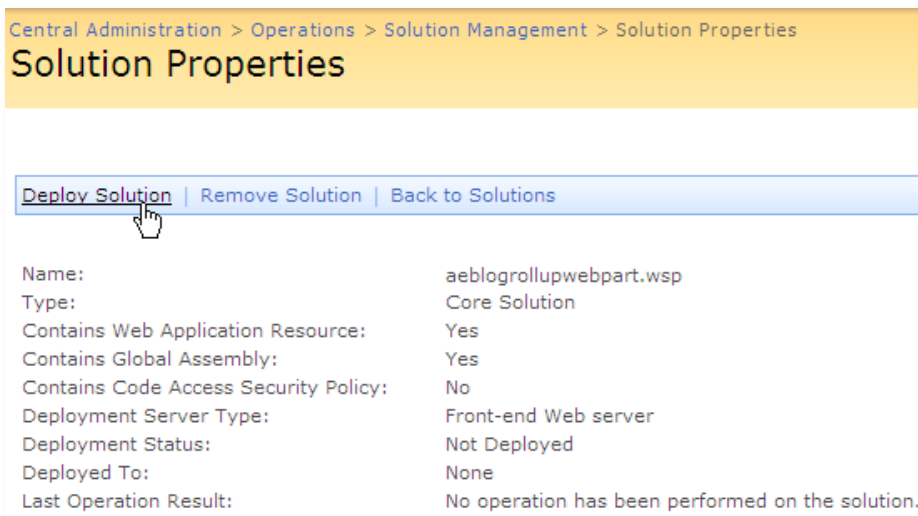 Central Administration > Operations > Solution Management > Solution Properties
Solution Properties
Deploy Solution | Remove Solution | Back to Solutions
Name: aeblogrollupwebpart.wsp
Type: Core Solution
Contains Web Application Resource: Yes
Contains Global Assembly: Yes
Contains Code Access Security Policy: No
Deployment Server Type: Front-end Web server
Deployment Status: Not Deployed
Deployed To: None
Last Operation Result: No operation has been performed on the solution.